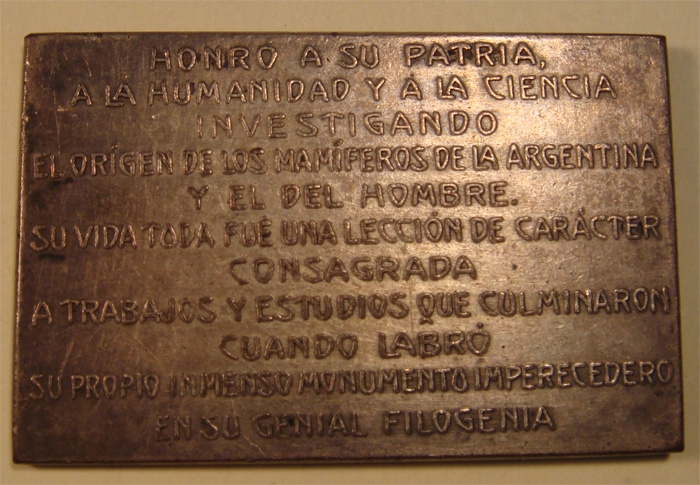 HONRÓ A SU PATRIA,
A LA HUMANIDAD Y Á LA CIENCIA
INVESTIGANDO
EL ORÍGEN DE LOS MAMÍFEROS DE LA ARGENTINA
Y EL DEL HOMBRE.
SU VIDA TODA FUÉ UNA LECCIÓN DE CARÁCTER
CONSAGRADA
A TRABAJOS Y ESTUDIOS QUE CULMINARON
CUANDO LABRÓ
SU PROPIO INMENSO MONUMENTO IMPERECEDERO
EN SU GENIAL FILOGENIA